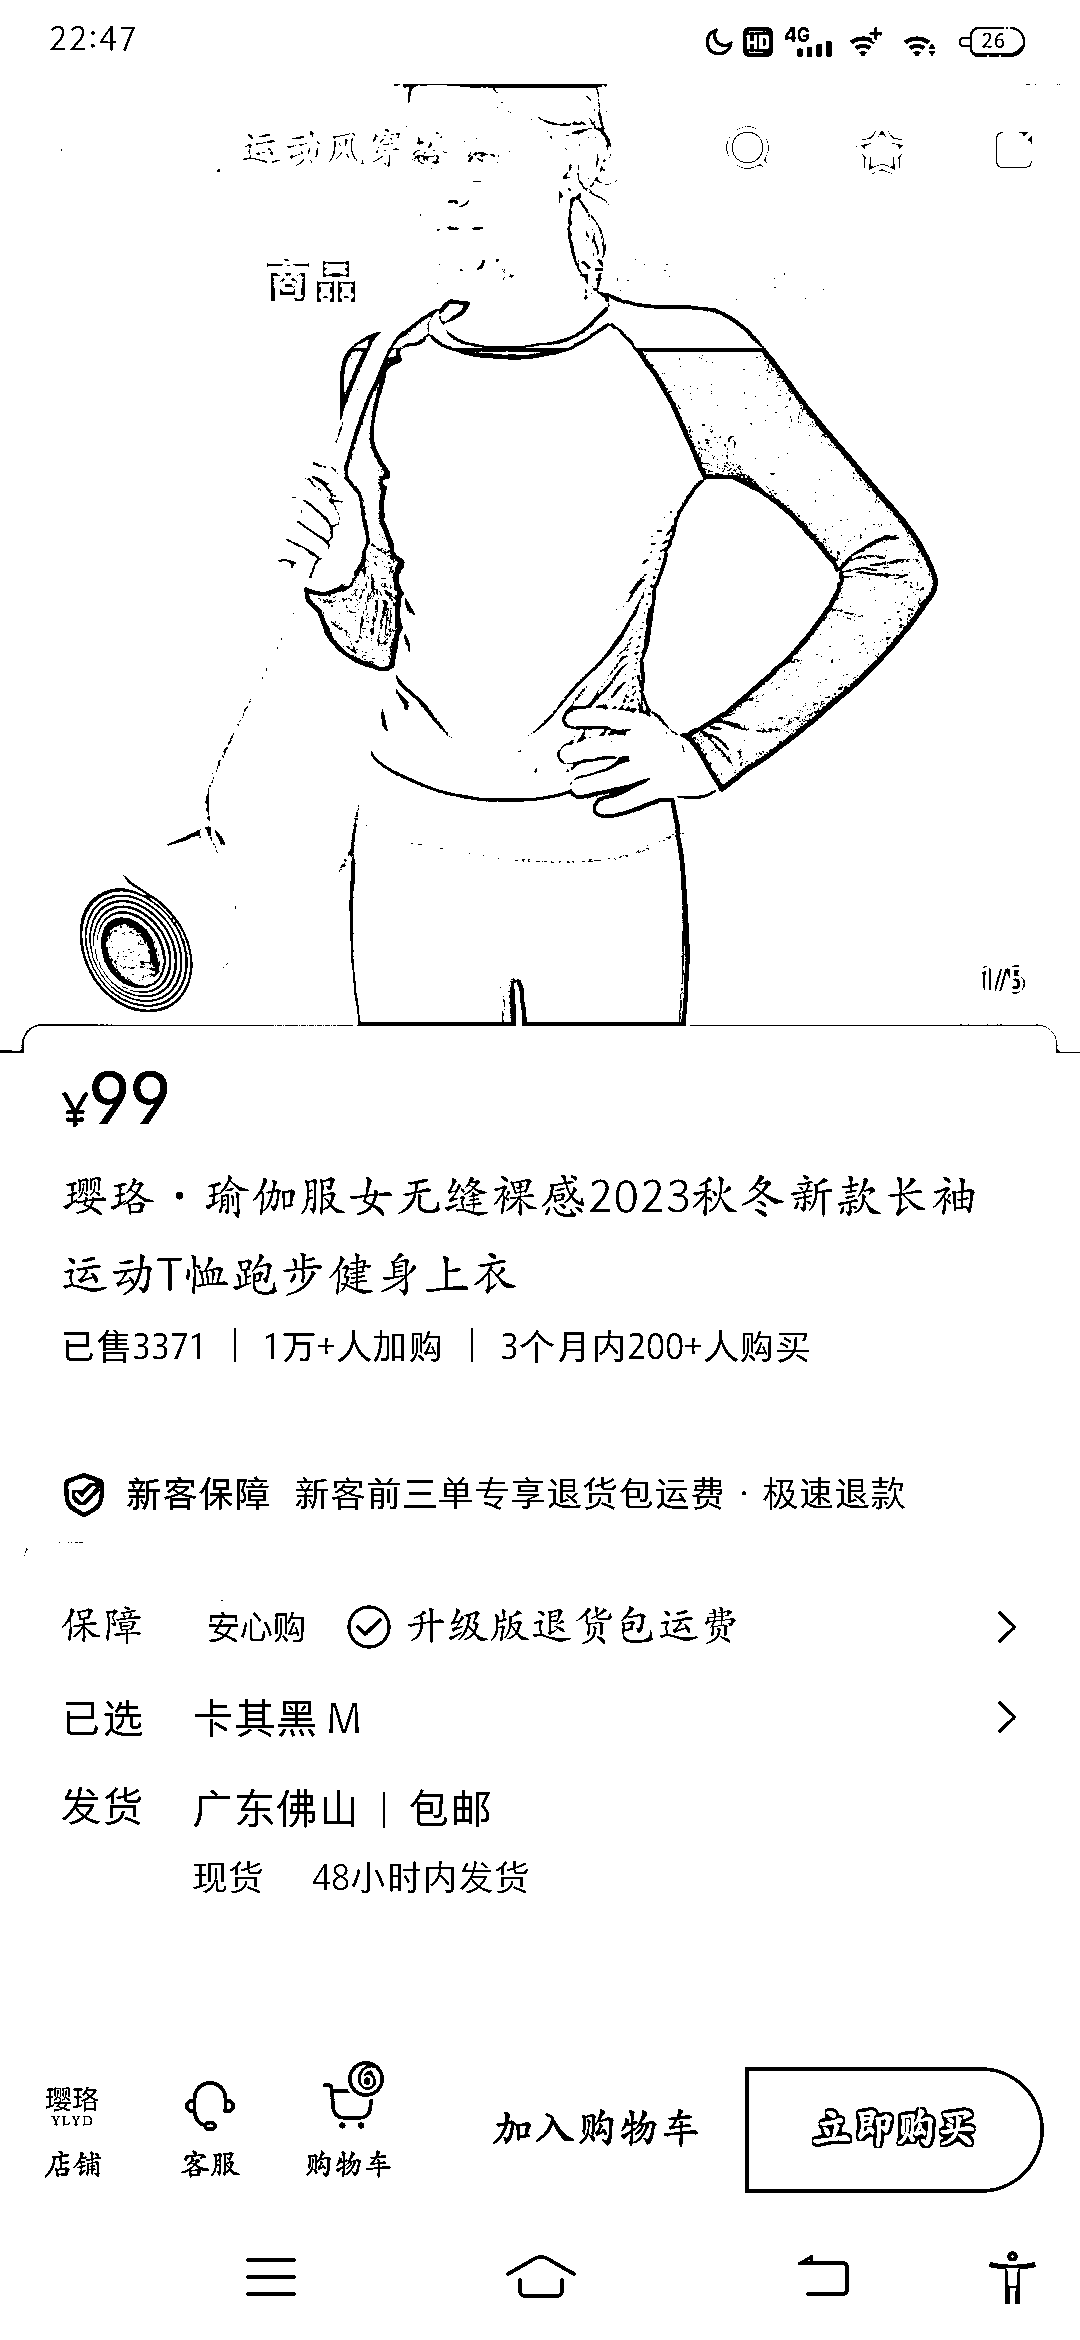 22:47
HD 4G 26
运动风穿搭
商品
1/5
¥99
璎珞·瑜伽服女无缝裸感2023秋冬新款长袖
运动T恤跑步健身上衣
已售3371 | 1万+人加购 | 3个月内200+人购买
新客保障 新客前三单专享退货包运费·极速退款
保障 安心购 升级版退货包运费
已选 卡其黑 M
发货 广东佛山 | 包邮
现货 48小时内发货
璎珞
YLYD
店铺
客服
6
购物车
加入购物车
立即购买